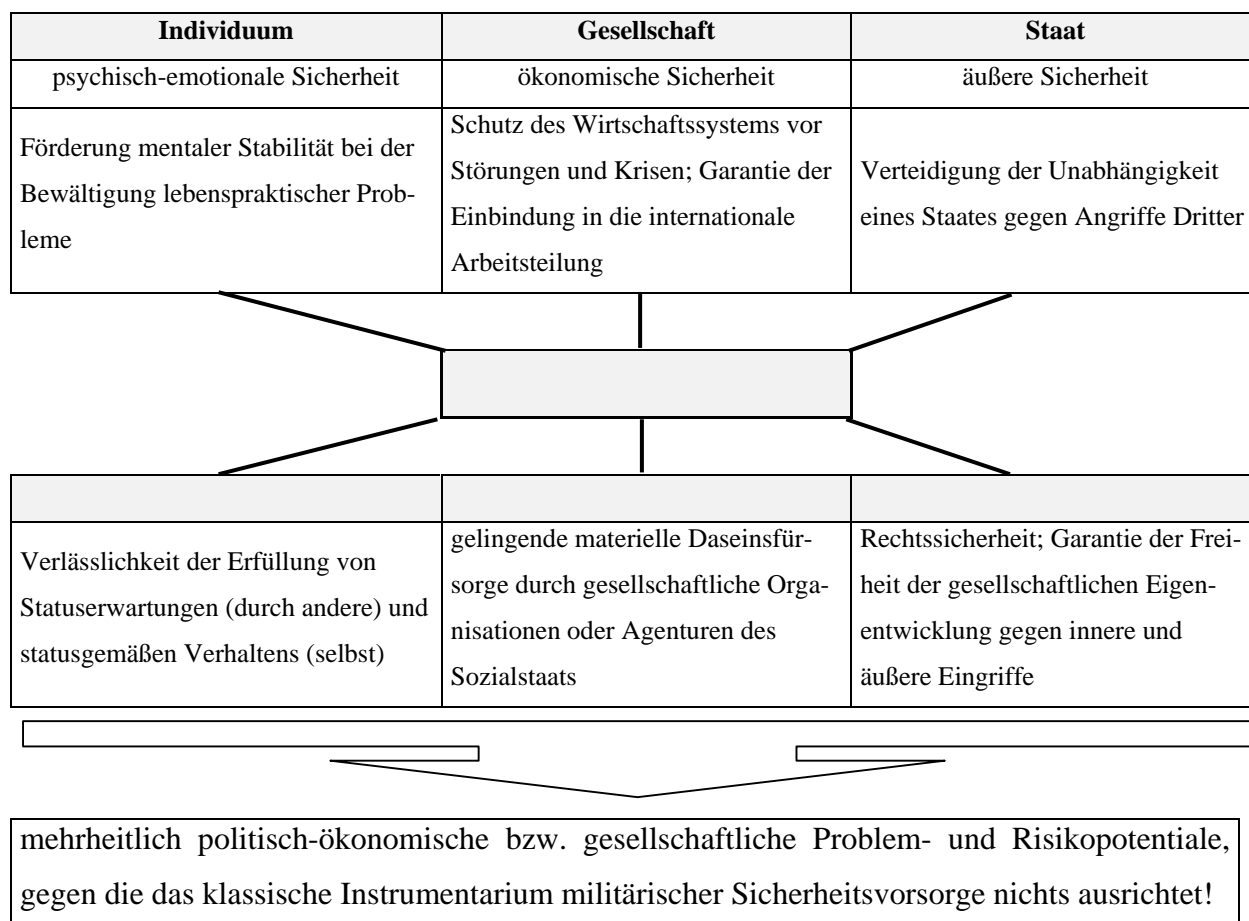 Individuum
Gesellschaft
Staat
psychisch-emotionale Sicherheit
ökonomische Sicherheit
äußere Sicherheit
Förderung mentaler Stabilität bei der
Bewältigung lebenspraktischer Prob-
leme
Schutz des Wirtschaftssystems vor
Störungen und Krisen; Garantie der
Einbindung in die internationale
Arbeitsteilung
Verteidigung der Unabhängigkeit
eines Staates gegen Angriffe Dritter
Verlässlichkeit der Erfüllung von
Statuserwartungen (durch andere) und
statusgemäßen Verhaltens (selbst)
gelingende materielle Daseinsfür-
sorge durch gesellschaftliche Orga-
nisationen oder Agenturen des
Sozialstaats
Rechtssicherheit; Garantie der Frei-
heit der gesellschaftlichen Eigen-
entwicklung gegen innere und
äußere Eingriffe
mehrheitlich politisch-ökonomische bzw. gesellschaftliche Problem- und Risikopotentiale,
gegen die das klassische Instrumentarium militärischer Sicherheitsvorsorge nichts ausrichtet!